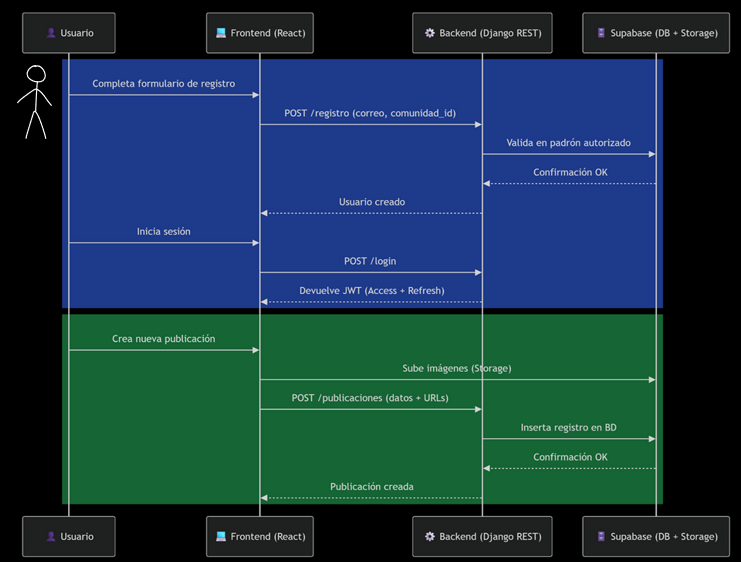 Usuario
Frontend (React)
Backend (Django REST)
Supabase (DB + Storage)
Completa formulario de registro
POST /registro (correo, comunidad_id)
Valida en padrón autorizado
Confirmación OK
Usuario creado
Inicia sesión
POST /login
Devuelve JWT (Access + Refresh)
Crea nueva publicación
Sube imágenes (Storage)
POST /publicaciones (datos + URLs)
Inserta registro en BD
Confirmación OK
Publicación creada
Usuario
Frontend (React)
Backend (Django REST)
Supabase (DB + Storage)